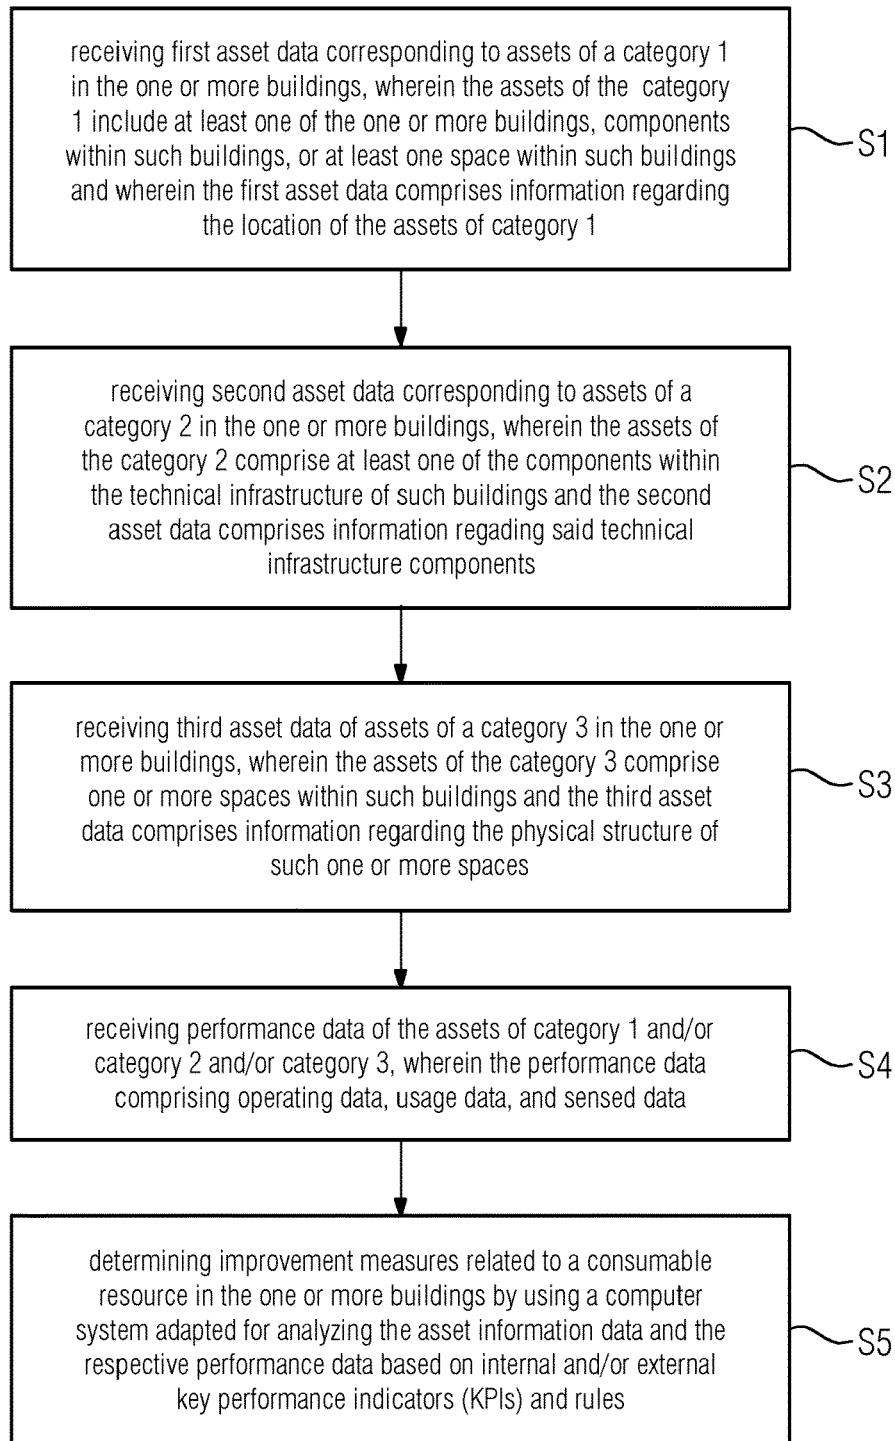 receiving first asset data corresponding to assets of a category 1
in the one or more buildings, wherein the assets of the category
1 include at least one of the one or more buildings, components
within such buildings, or at least one space within such buildings
and wherein the first asset data comprises information regarding
the location of the assets of category 1
S1
receiving second asset data corresponding to assets of a
category 2 in the one or more buildings, wherein the assets of
the category 2 comprise at least one of the components within
the technical infrastructure of such buildings and the second
asset data comprises information regading said technical
infrastructure components
S2
receiving third asset data of assets of a category 3 in the one or
more buildings, wherein the assets of the category 3 comprise
one or more spaces within such buildings and the third asset
data comprises information regarding the physical structure of
such one or more spaces
S3
receiving performance data of the assets of category 1 and/or
category 2 and/or category 3, wherein the performance data
comprising operating data, usage data, and sensed data
S4
determining improvement measures related to a consumable
resource in the one or more buildings by using a computer
system adapted for analyzing the asset information data and the
respective performance data based on internal and/or external
key performance indicators (KPIs) and rules
S5